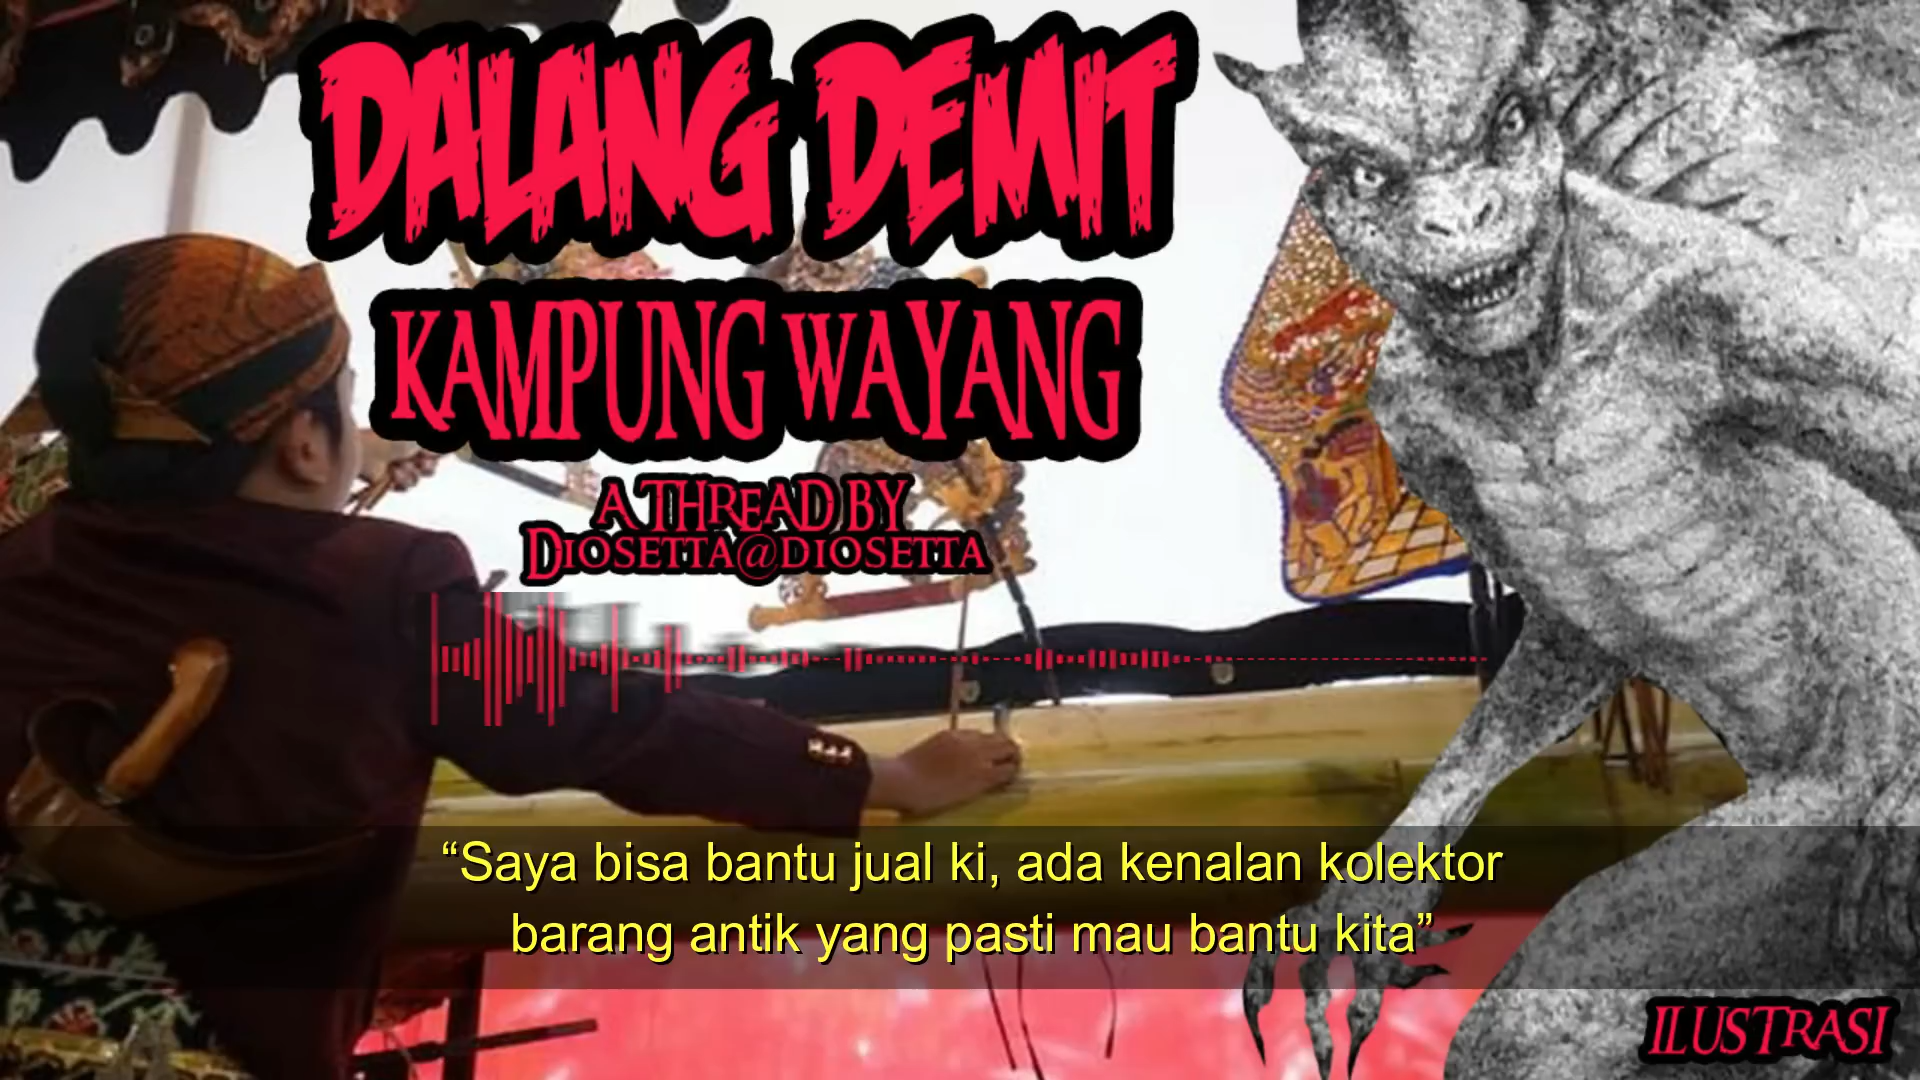 DALANG DEMIT
KAMPUNG WAYANG
A THREAD BY
DIOSETTA@DIOSETTA
“Saya bisa bantu jual ki, ada kenalan kolektor
barang antik yang pasti mau bantu kita”
ILUSTRASI